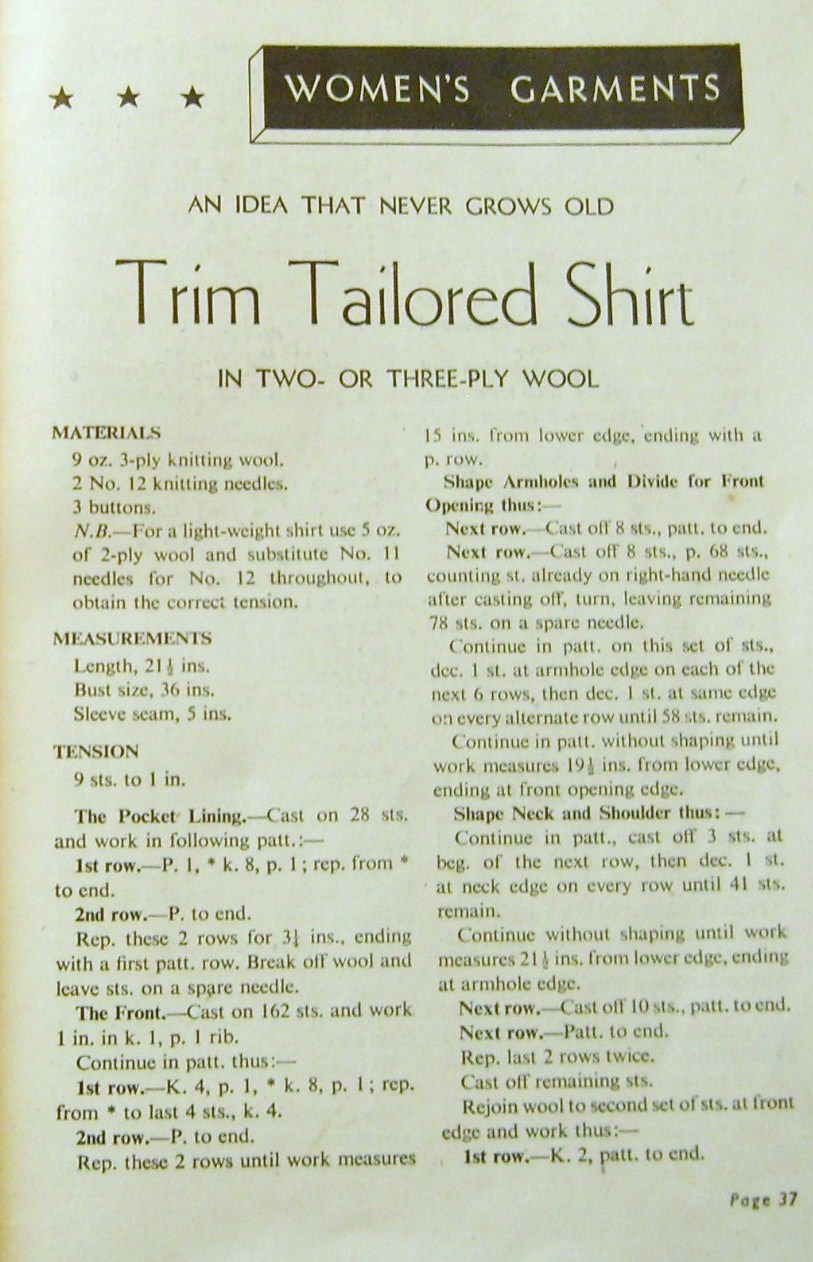 ★ ★ ★ WOMEN'S GARMENTS
AN IDEA THAT NEVER GROWS OLD
Trim Tailored Shirt
IN TWO- OR THREE-PLY WOOL
MATERIALS
9 oz. 3-ply knitting wool.
2 No. 12 knitting needles.
3 buttons.
N.B.—For a light-weight shirt use 5 oz.
of 2-ply wool and substitute No. 11
needles for No. 12 throughout, to
obtain the correct tension.
MEASUREMENTS
Length, 21½ ins.
Bust size, 36 ins.
Sleeve seam, 5 ins.
TENSION
9 sts. to 1 in.
The Pocket Lining.—Cast on 28 sts.
and work in following patt.:—
1st row.—P. 1, * k. 8, p. 1; rep. from *
to end.
2nd row.—P. to end.
Rep. these 2 rows for ins., ending
with a first patt. row. Break off wool and
leave sts. on a spare needle.
The Front.—Cast on 162 sts. and work
1 in. in k. 1, p. 1 rib.
Continue in patt. thus:—
1st row.—K. 4, p. 1, * k. 8, p. 1; rep.
from * to last 4 sts., k. 4.
2nd row.—P. to end.
Rep. these 2 rows until work measures
15 ins. from lower edge, ending with a
p. row.
Shape Armholes and Divide for Front
Opening thus:—
Next row.—Cast off 8 sts., patt. to end.
Next row.—Cast off 8 sts., p. 68 sts.,
counting st. already on right-hand needle
after casting off, turn, leaving remaining
78 sts. on a spare needle.
Continue in patt. on this set of sts.,
dec. 1 st. at armhole edge on each of the
next 6 rows, then dec. 1 st. at same edge
on every alternate row until 58 sts. remain.
Continue in patt. without shaping until
work measures 19½ ins. from lower edge,
ending at front opening edge.
Shape Neck and Shoulder thus:—
Continue in patt., cast off 3 sts. at
beg. of the next row, then dec. 1 st.
at neck edge on every row until 41 sts.
remain.
Continue without shaping until work
measures 21½ ins. from lower edge, ending
at armhole edge.
Next row.—Cast off 10 sts., patt. to end.
Next row.—Patt. to end.
Rep. last 2 rows twice.
Cast off remaining sts.
Rejoin wool to second set of sts. at front
edge and work thus:—
1st row.—K. 2, patt. to end.
Page 37